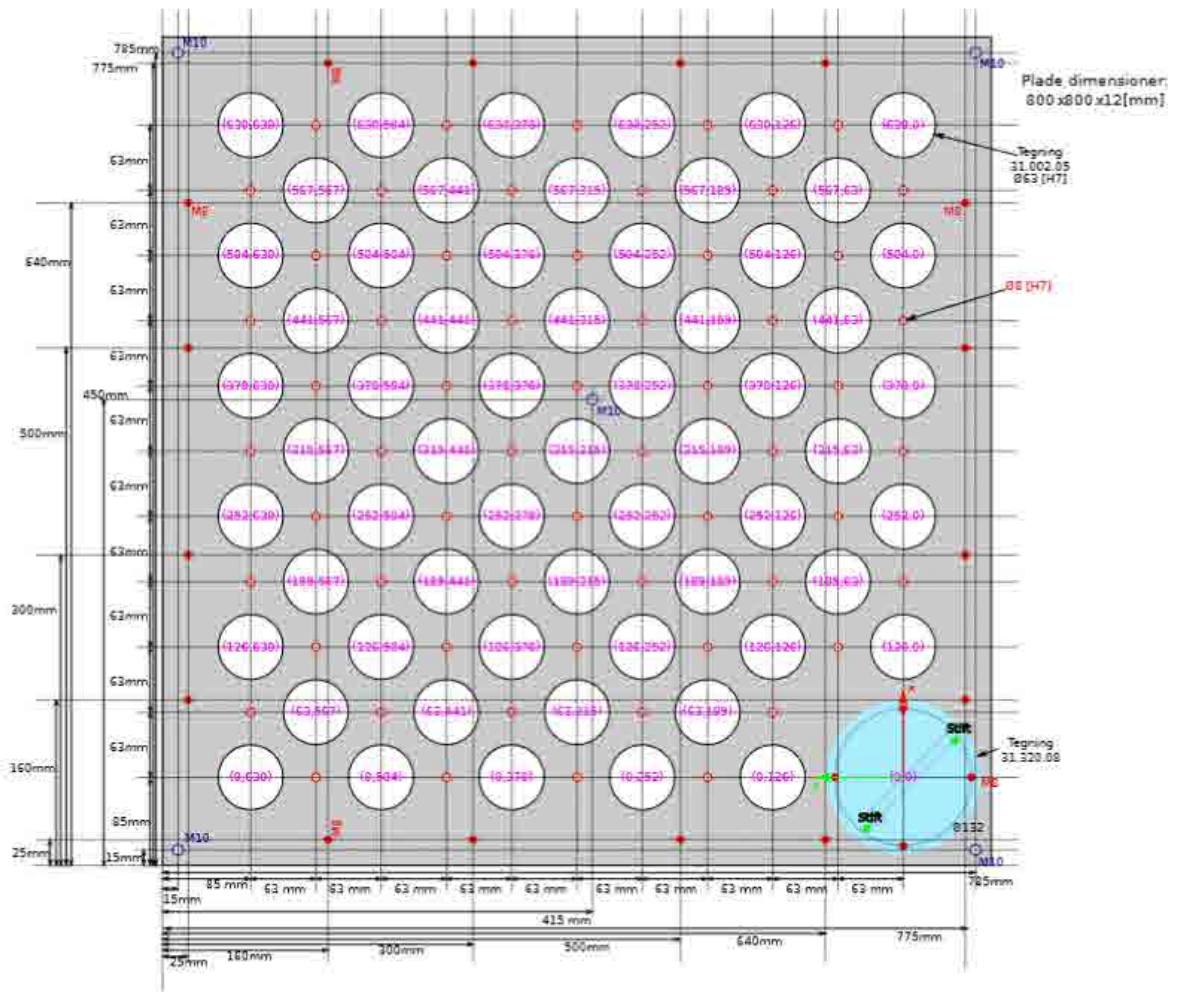 785mm
M10
M10
775mm
M8
Plade dimensioner:
800 x800 x12[mm]
(630,630) (630,504) (630,378) (630,252) (630,126) (630,0)
Tegning
31.002.05
Ø63 [H7]
63mm
(567,567) (567,441) (567,315) (567,189) (567,63)
M8
M8
63mm
640mm
(504,630) (504,504) (504,378) (504,252) (504,126) (504,0)
63mm
Ø8 [H7]
(441,567) (441,441) (441,315) (441,189) (441,63)
63mm
(378,630) (378,504) (378,378) (378,252) (378,126) (378,0)
450mm
M10
63mm
500mm
(315,567) (315,441) (315,315) (315,189) (315,63)
63mm
(252,630) (252,504) (252,378) (252,252) (252,126) (252,0)
63mm
(189,567) (189,441) (189,315) (189,189) (189,63)
300mm
63mm
(126,630) (126,504) (126,378) (126,252) (126,126) (126,0)
63mm
x
(63,567) (63,441) (63,315) (63,189)
Stift
63mm
Tegning
31.320.08
160mm
(0,630) (0,504) (0,378) (0,252) (0,126) (0,0)
y
M8
Stift
85mm
M8
M8
Ø132
M10
25mm
15mm
M10
85 mm 63 mm 63 mm 63 mm 63 mm 63 mm 63 mm 63 mm 63 mm 63 mm 63 mm
785mm
15mm
415 mm
775mm
640mm
500mm
300mm
160mm
25mm